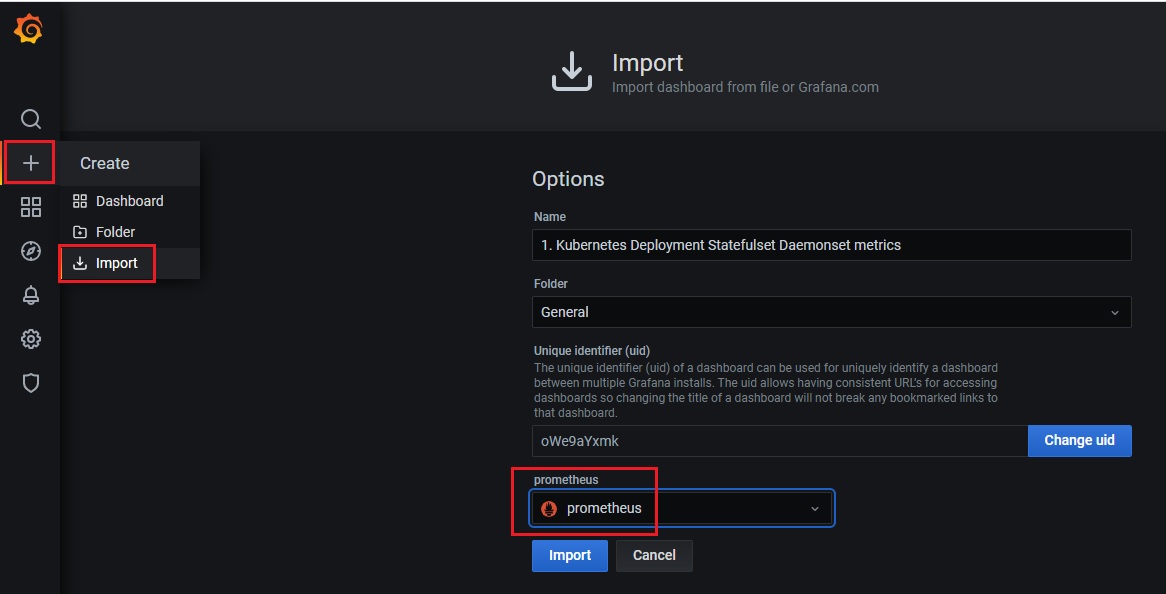 Import
Import dashboard from file or Grafana.com
Create
Dashboard
Folder
Import
Options
Name
1. Kubernetes Deployment Statefulset Daemonset metrics
Folder
General
Unique identifier (uid)
The unique identifier (uid) of a dashboard can be used for uniquely identify a dashboard
between multiple Grafana installs. The uid allows having consistent URL's for accessing
dashboards so changing the title of a dashboard will not break any bookmarked links to
that dashboard.
oWe9aYxmk
Change uid
prometheus
prometheus
Import
Cancel